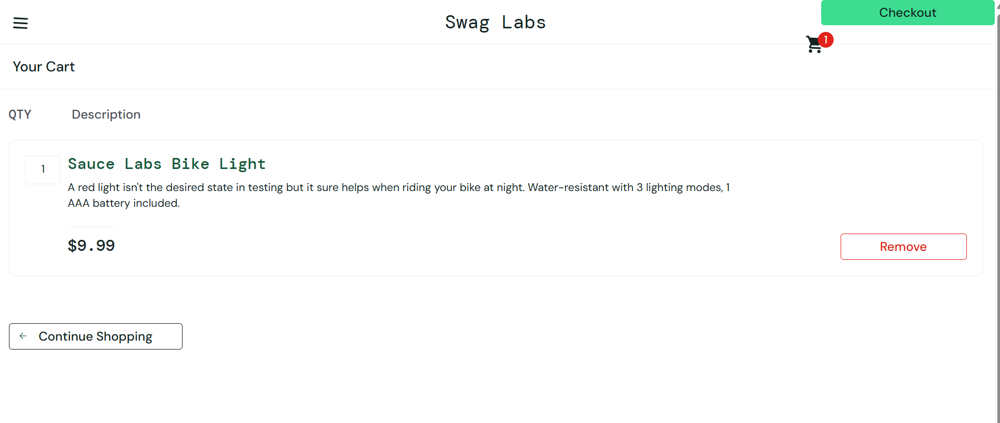 Swag Labs
Checkout
1
Your Cart
QTY
Description
1
Sauce Labs Bike Light
A red light isn't the desired state in testing but it sure helps when riding your bike at night. Water-resistant with 3 lighting modes, 1
AAA battery included.
$9.99
Remove
Continue Shopping